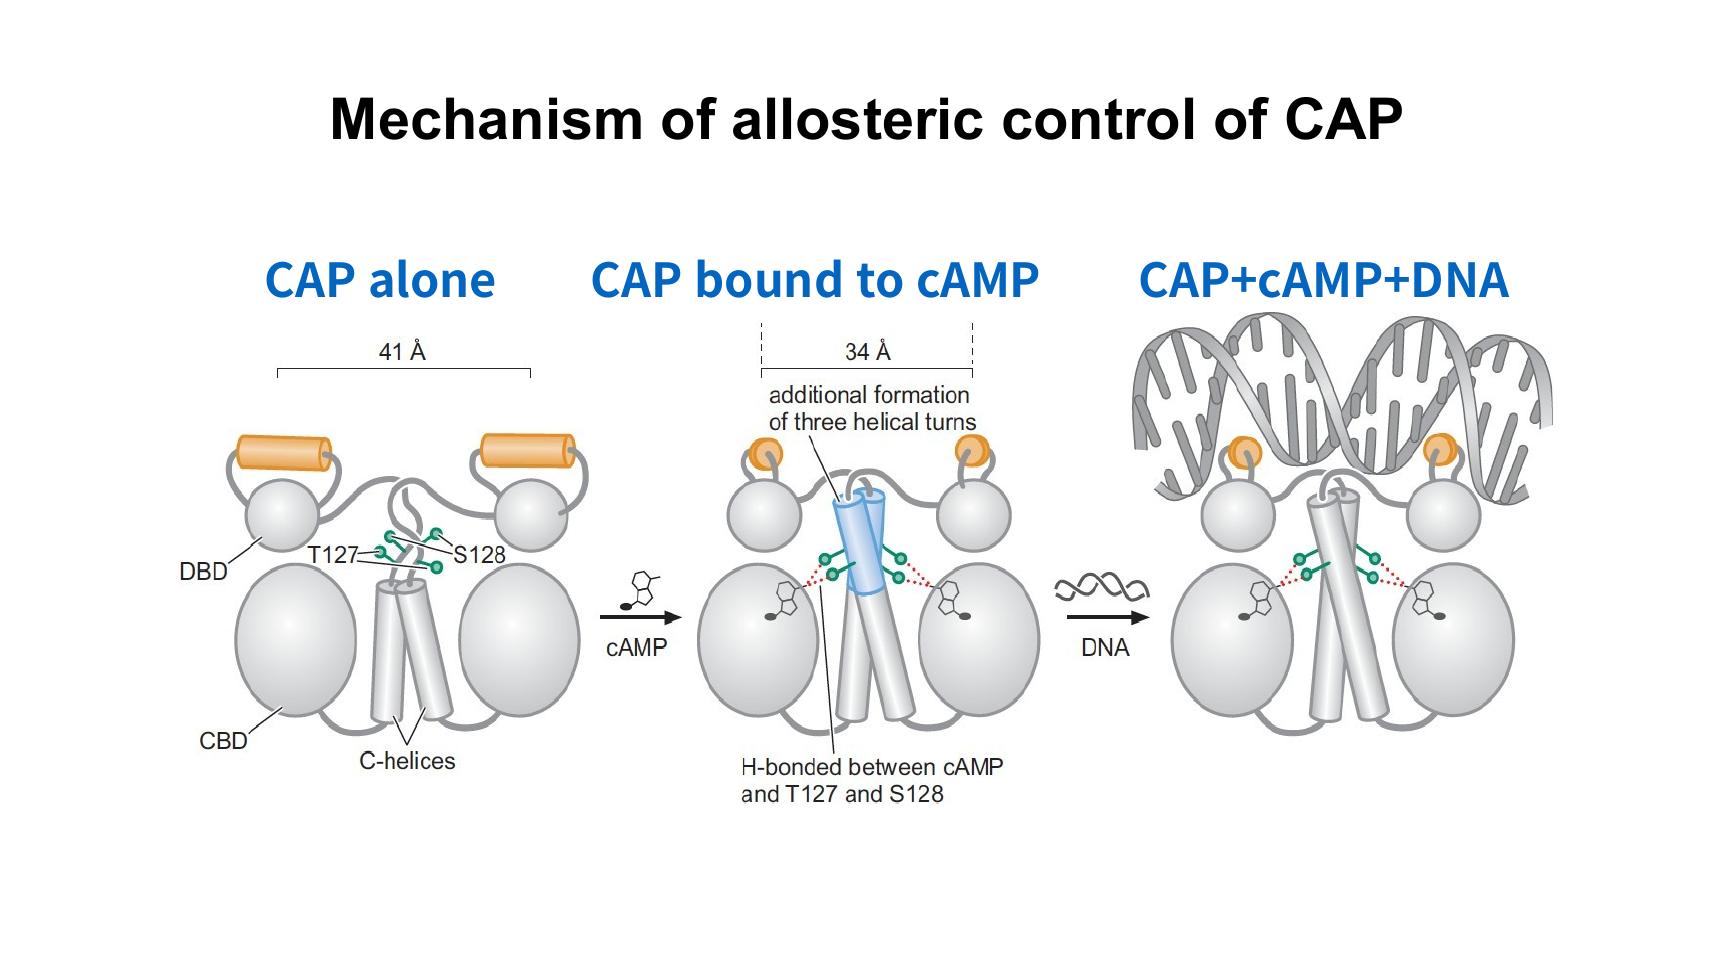 Mechanism of allosteric control of CAP
CAP alone
CAP bound to cAMP
CAP+cAMP+DNA
41 Å
34 Å
additional formation
of three helical turns
T127
S128
DBD
cAMP
DNA
CBD
C-helices
H-bonded between cAMP
and T127 and S128